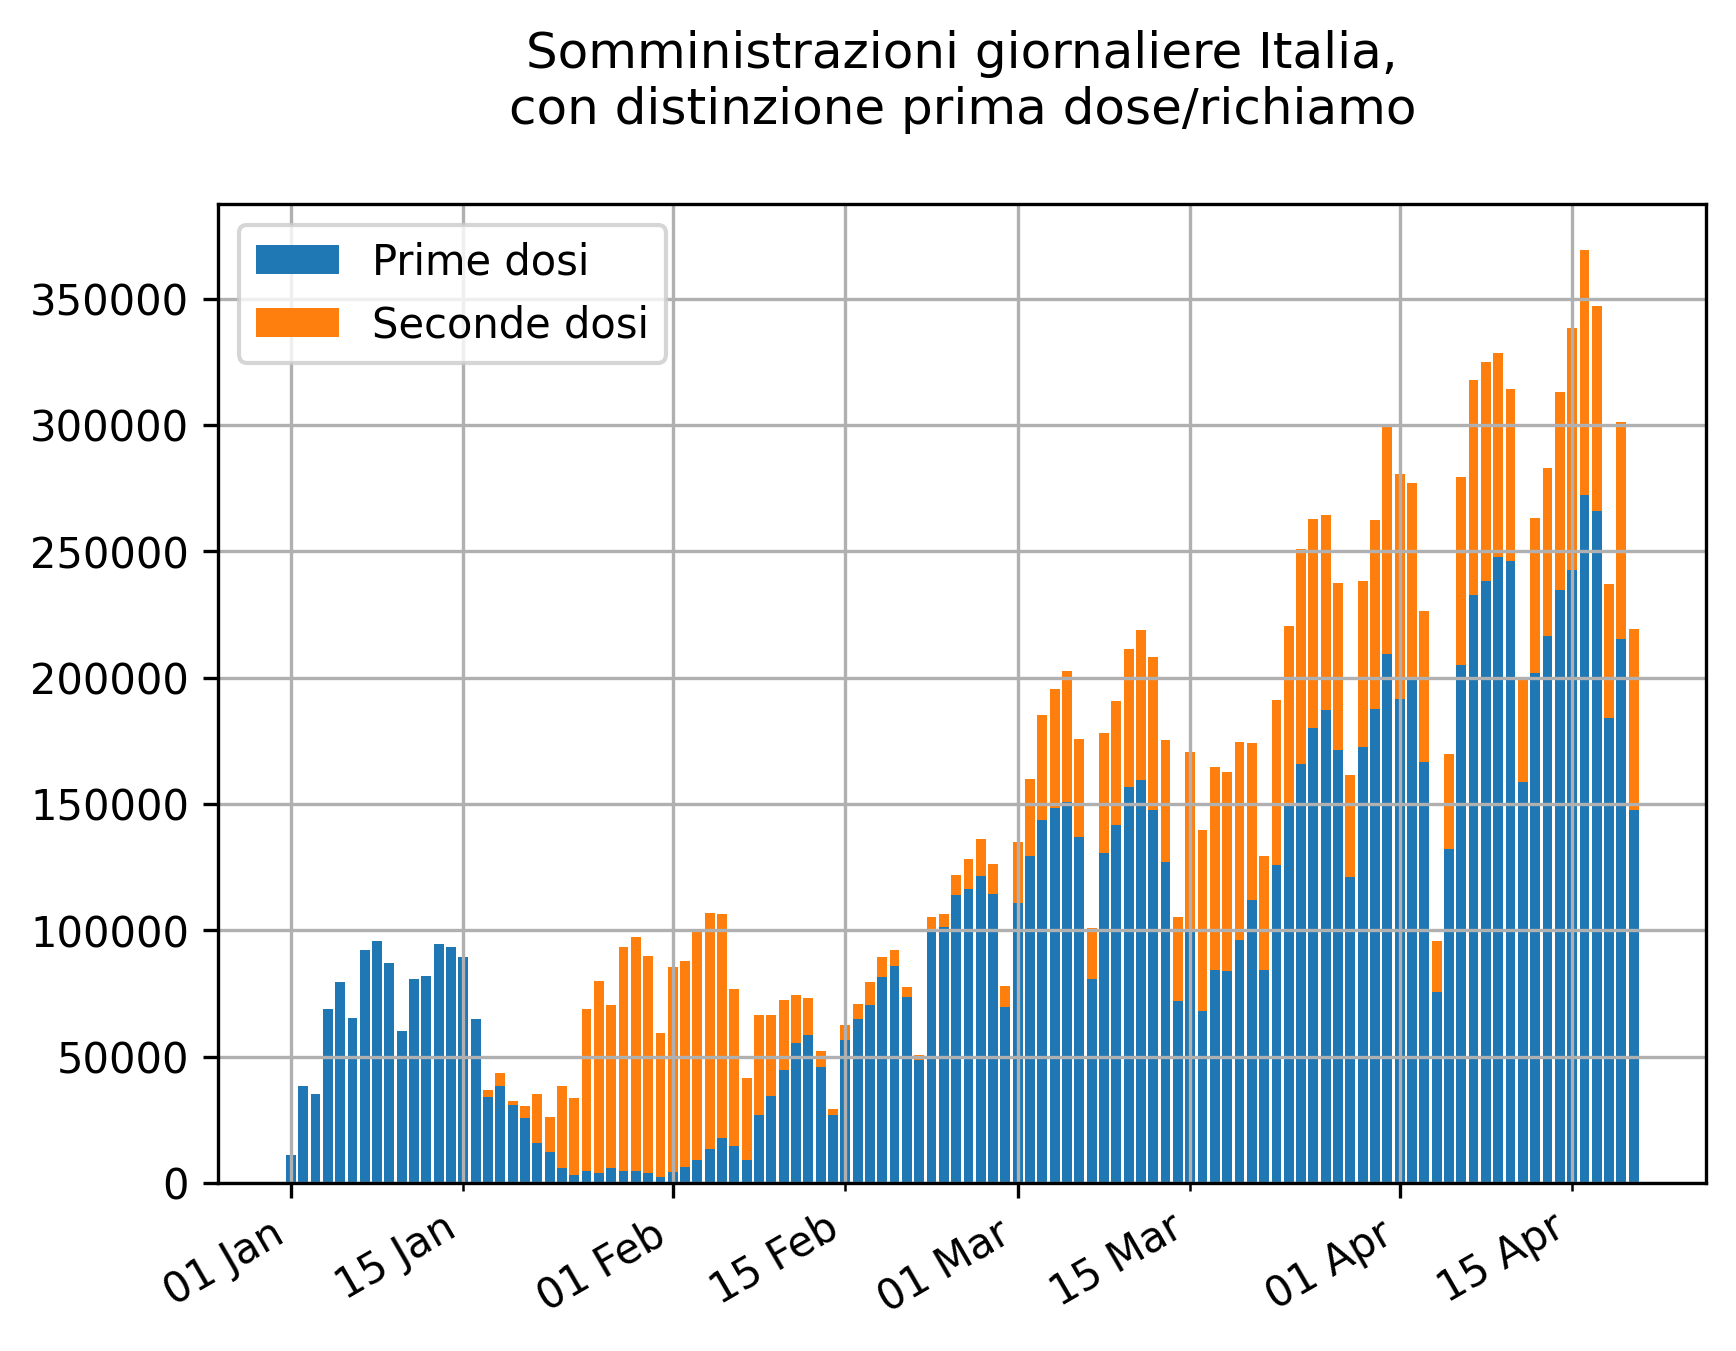 Somministrazioni giornaliere Italia,
con distinzione prima dose/richiamo
Prime dosi
Seconde dosi
350000
300000
250000
200000
150000
100000
50000
0
01 Jan
15 Jan
01 Feb
15 Feb
01 Mar
15 Mar
01 Apr
15 Apr